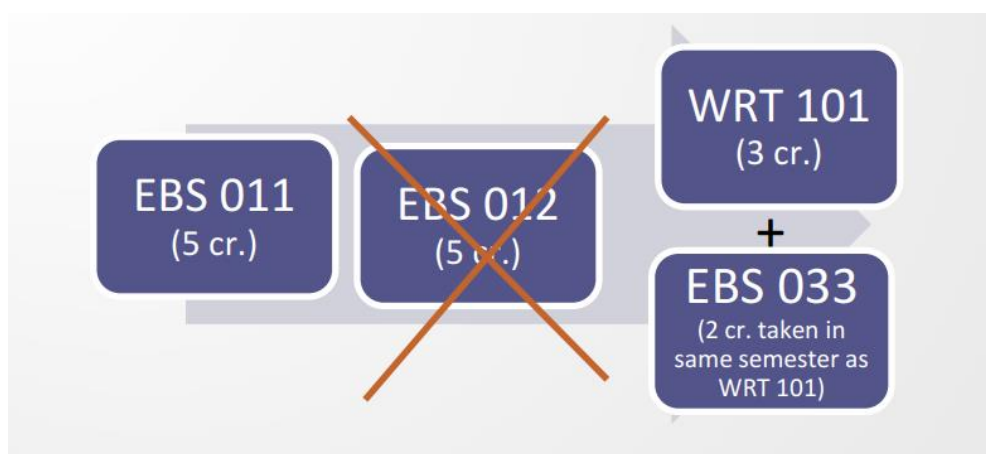 EBS 011
(5 cr.)
EBS 012
(5 cr.)
WRT 101
(3 cr.)
+
EBS 033
(2 cr. taken in
same semester as
WRT 101)